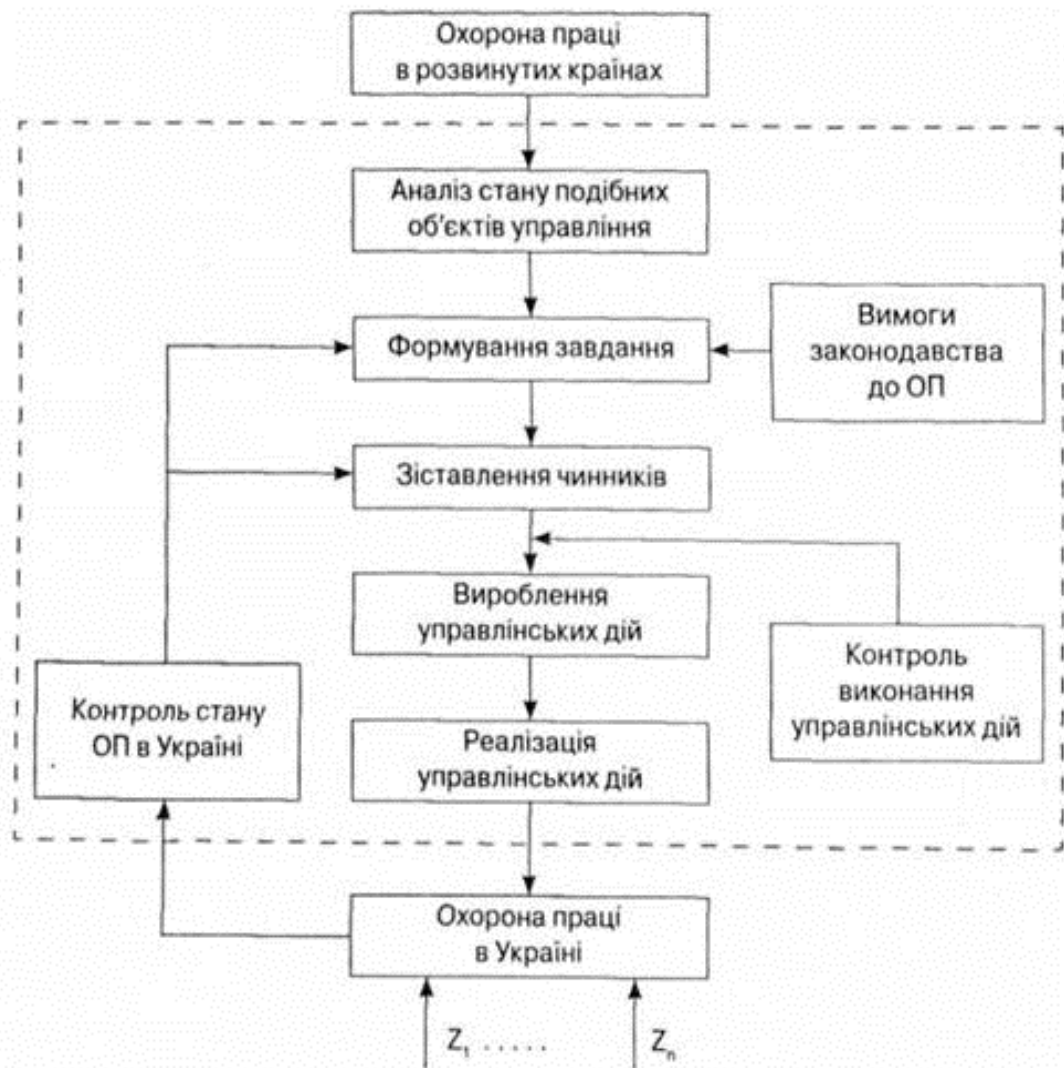 Охорона праці
в розвинутих країнах
Аналіз стану подібних
об'єктів управління
Формування завдання
Вимоги
законодавства
до ОП
Зіставлення чинників
Вироблення
управлінських дій
Контроль
виконання
управлінських дій
Контроль стану
ОП в Україні
Реалізація
управлінських дій
Охорона праці
в Україні
Z₁ . . . . . Zₙ